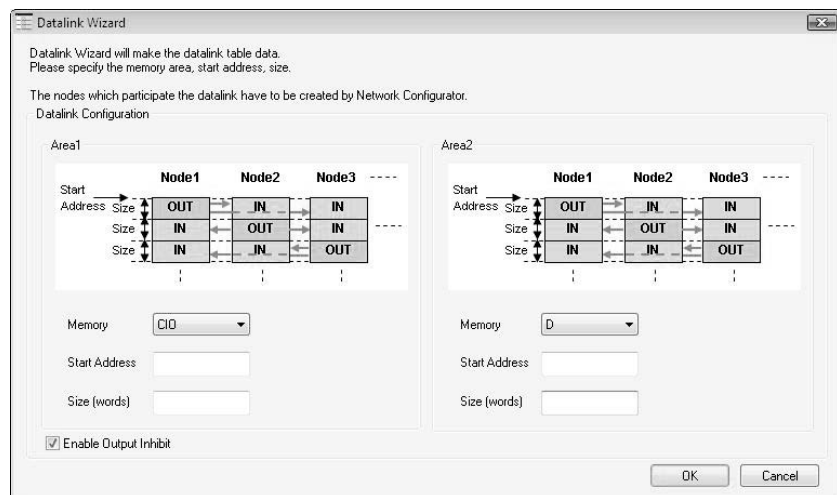 Datalink Wizard
Datalink Wizard will make the datalink table data.
Please specify the memory area, start address, size.
The nodes which participate the datalink have to be created by Network Configurator.
Datalink Configuration
Area1
Node1 Node2 Node3
Start
Address Size OUT IN IN
Size IN OUT IN
Size IN IN OUT
Memory CIO
Start Address
Size (words)
Area2
Node1 Node2 Node3
Start
Address Size OUT IN IN
Size IN OUT IN
Size IN IN OUT
Memory D
Start Address
Size (words)
Enable Output Inhibit
OK Cancel